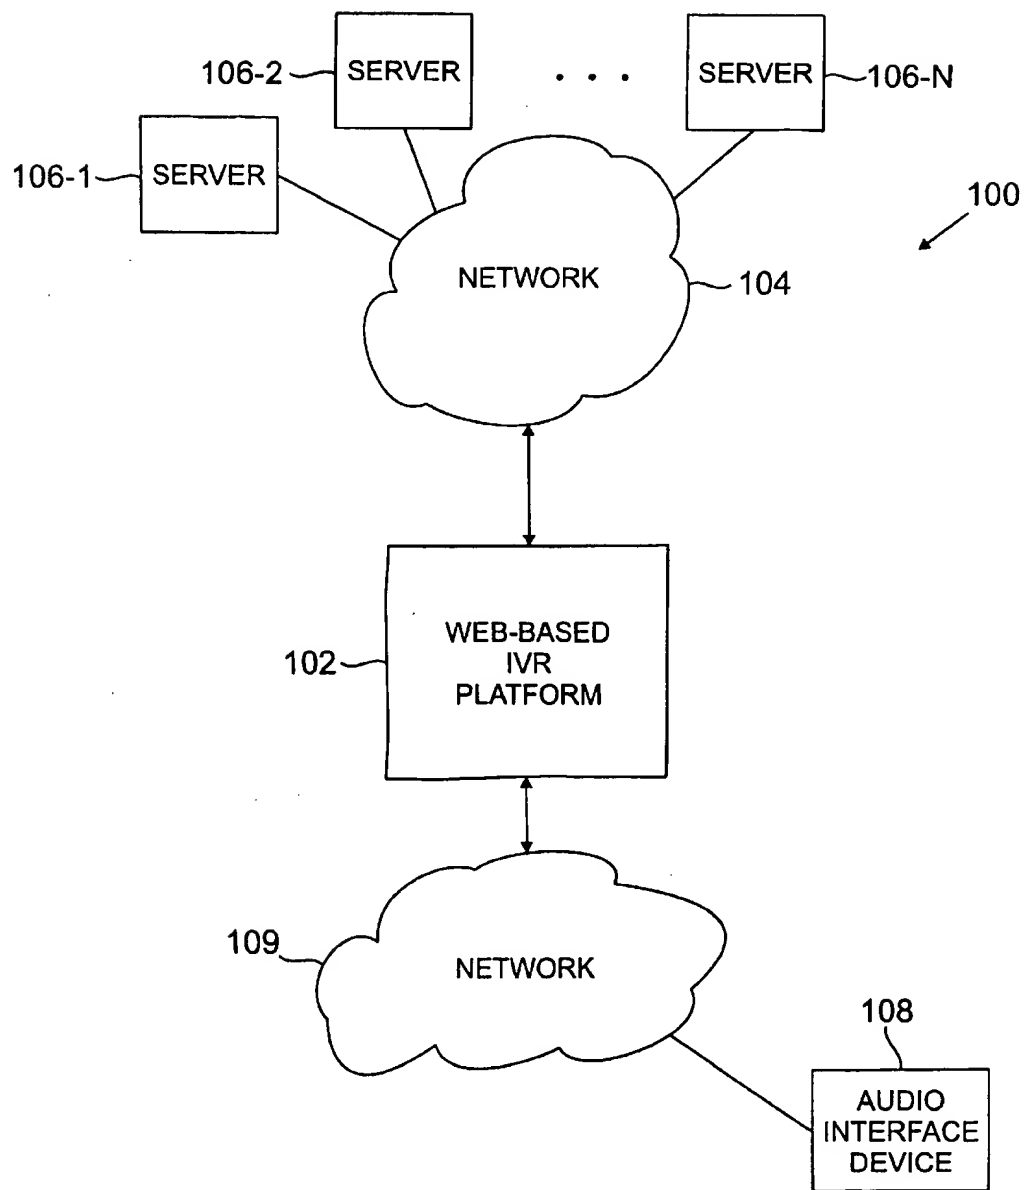 106-2
SERVER
. . .
SERVER
106-N
106-1
SERVER
100
NETWORK
104
102
WEB-BASED
IVR
PLATFORM
109
NETWORK
108
AUDIO
INTERFACE
DEVICE